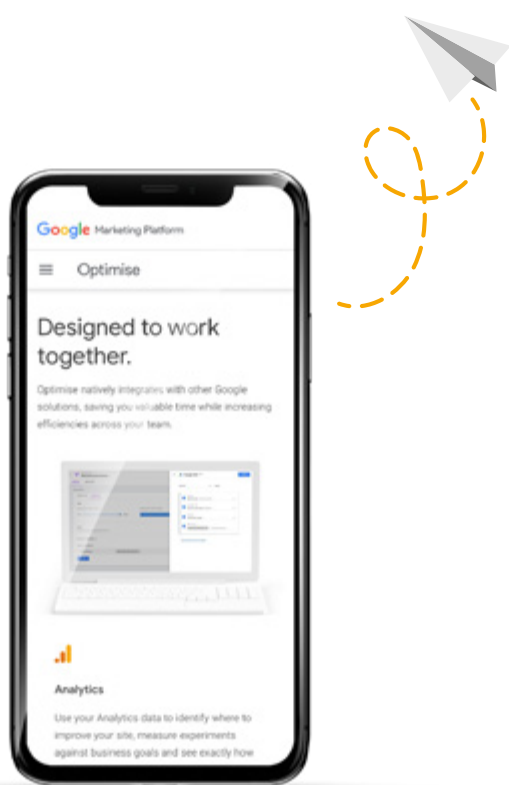 Google Marketing Platform
Optimise
Designed to work
together.
Optimise natively integrates with other Google
solutions, saving you valuable time while increasing
efficiencies across your team.
Analytics
Use your Analytics data to identify where to
improve your site, measure experiments
against business goals and see exactly how